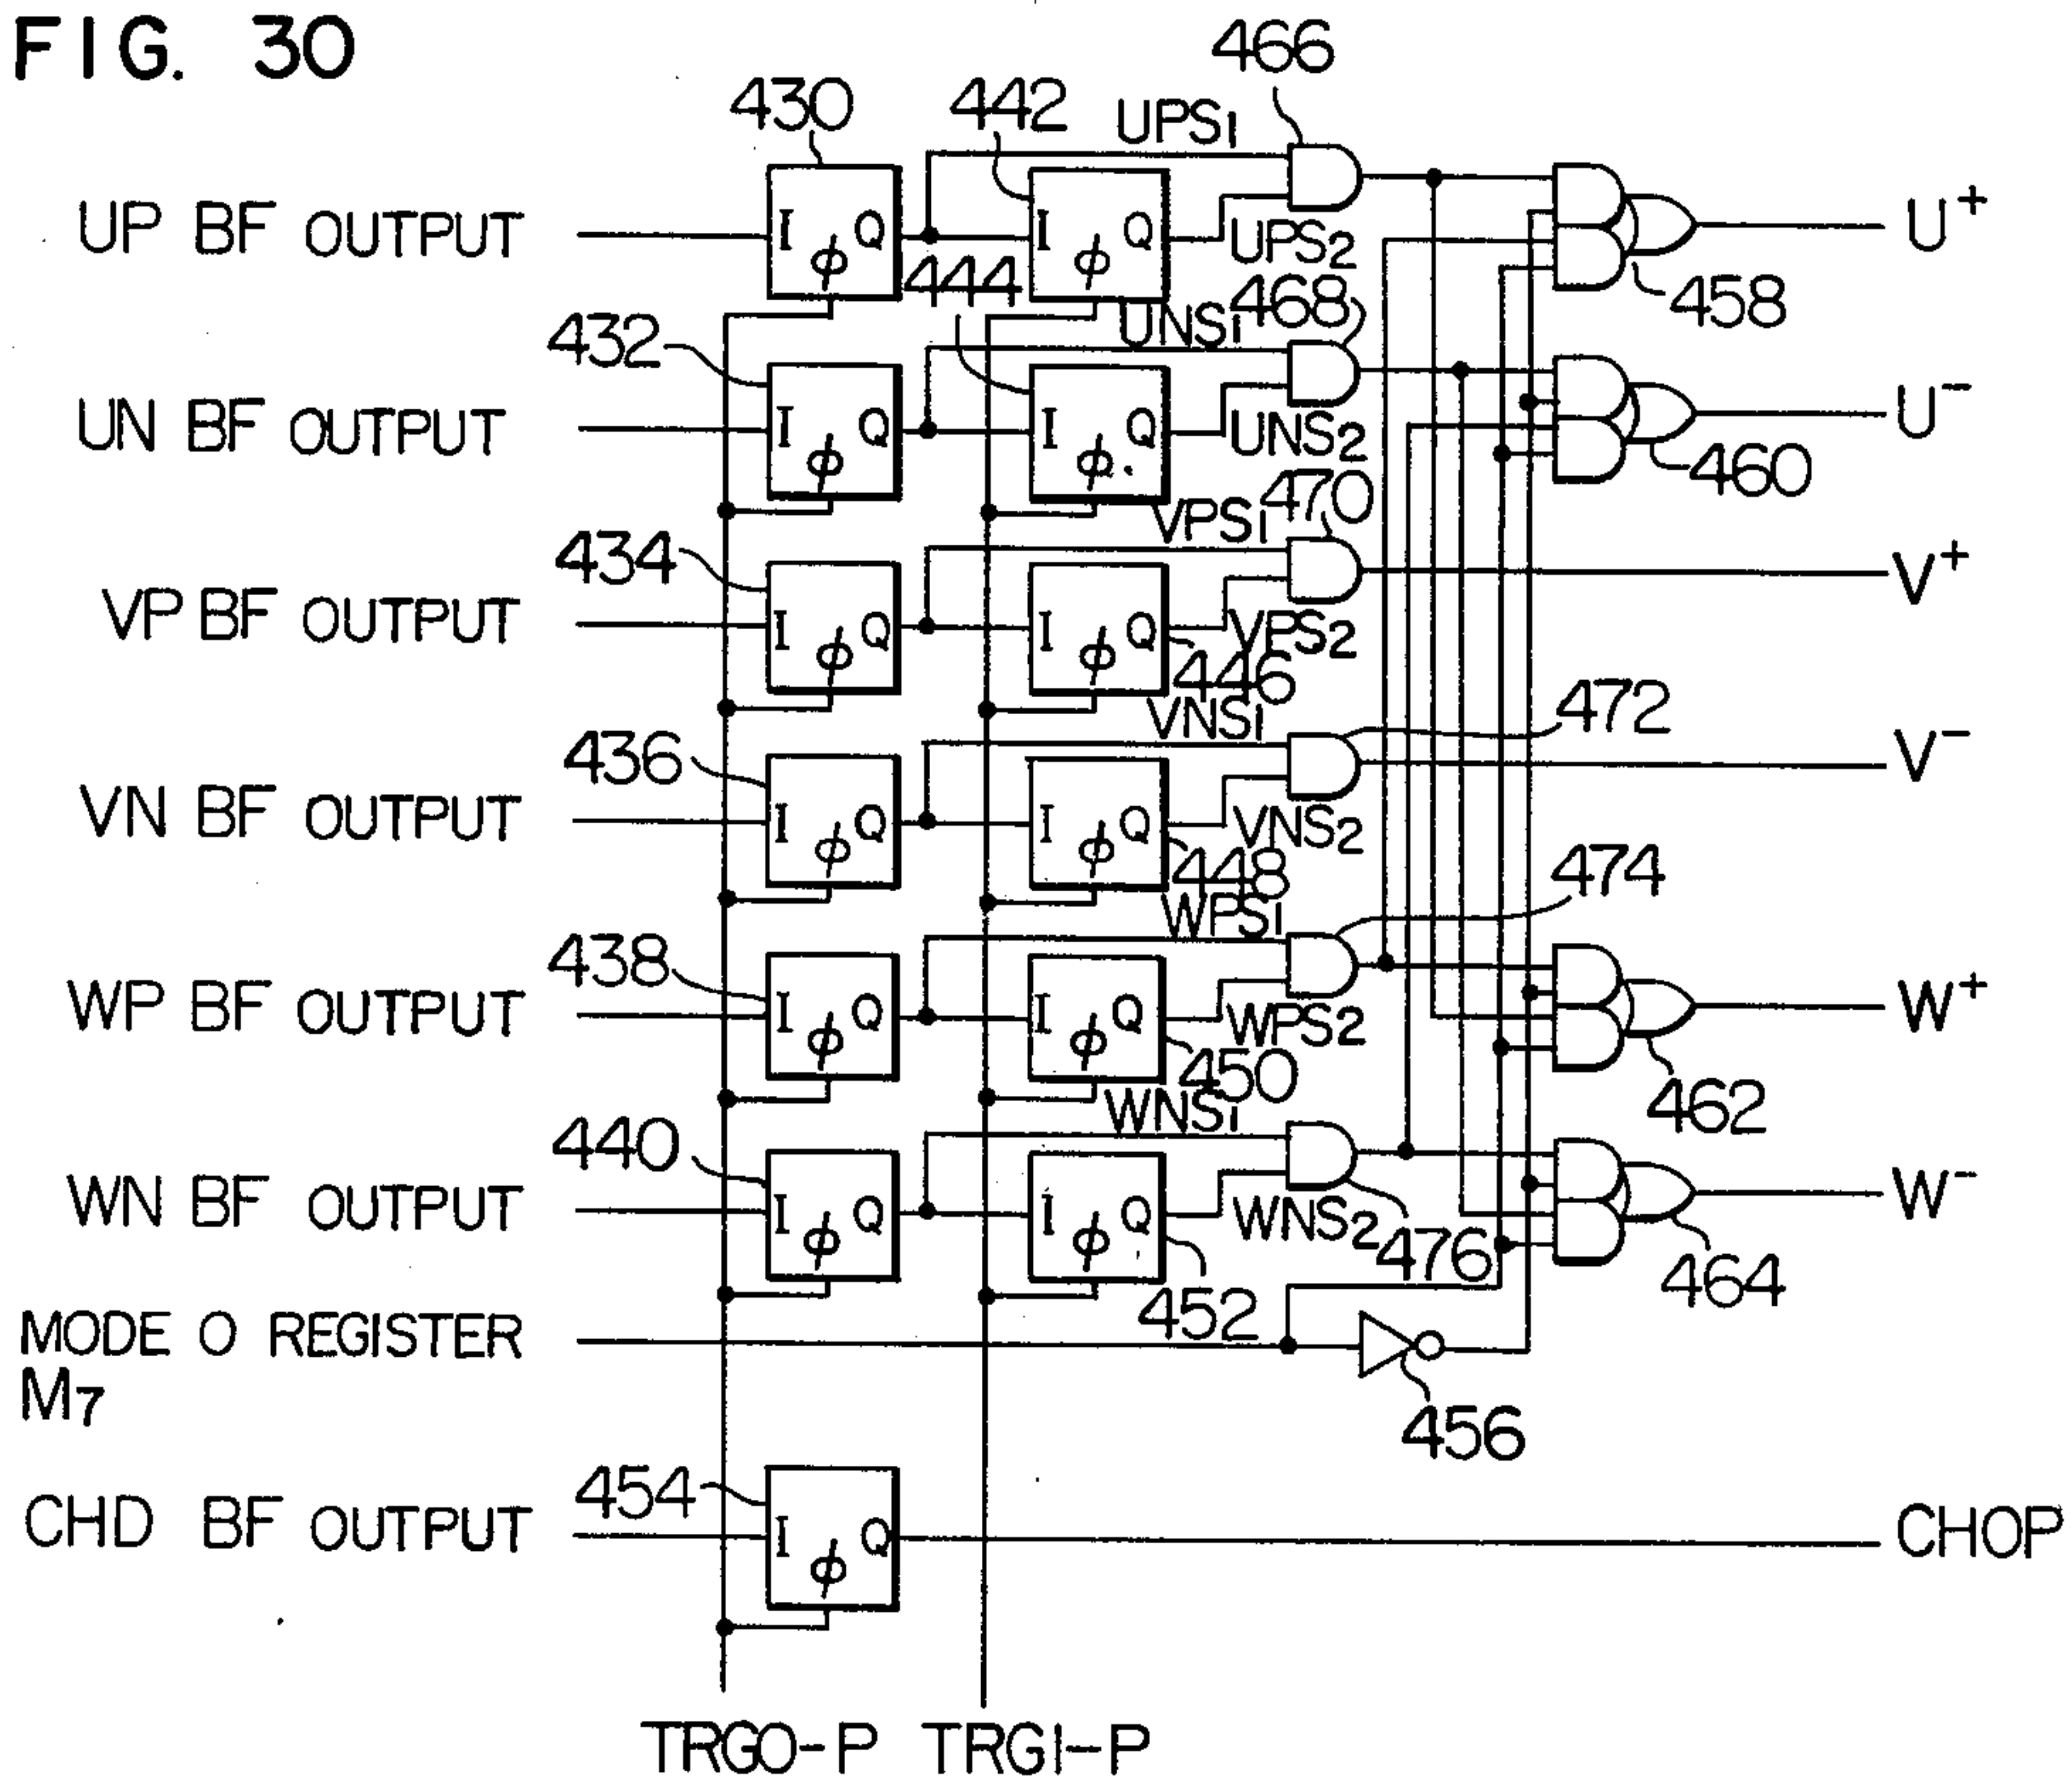 FIG. 30
466
430
442
UPS1
I Q φ
I Q φ
UP BF OUTPUT
UPS2
U+
458
444
468
UNS1
432
I Q φ
I Q φ
UN BF OUTPUT
UNS2
U-
460
470
VPS1
434
I Q φ
I Q φ
VP BF OUTPUT
VPS2
V+
446
472
VNS1
436
I Q φ
I Q φ
VN BF OUTPUT
VNS2
V-
448
474
WPS1
438
I Q φ
I Q φ
WP BF OUTPUT
WPS2
W+
450
462
WNS1
440
I Q φ
I Q φ
WN BF OUTPUT
WNS2
W-
476
464
452
MODE 0 REGISTER
M7
456
454
I Q φ
CHD BF OUTPUT
CHOP
TRG0-P TRG1-P